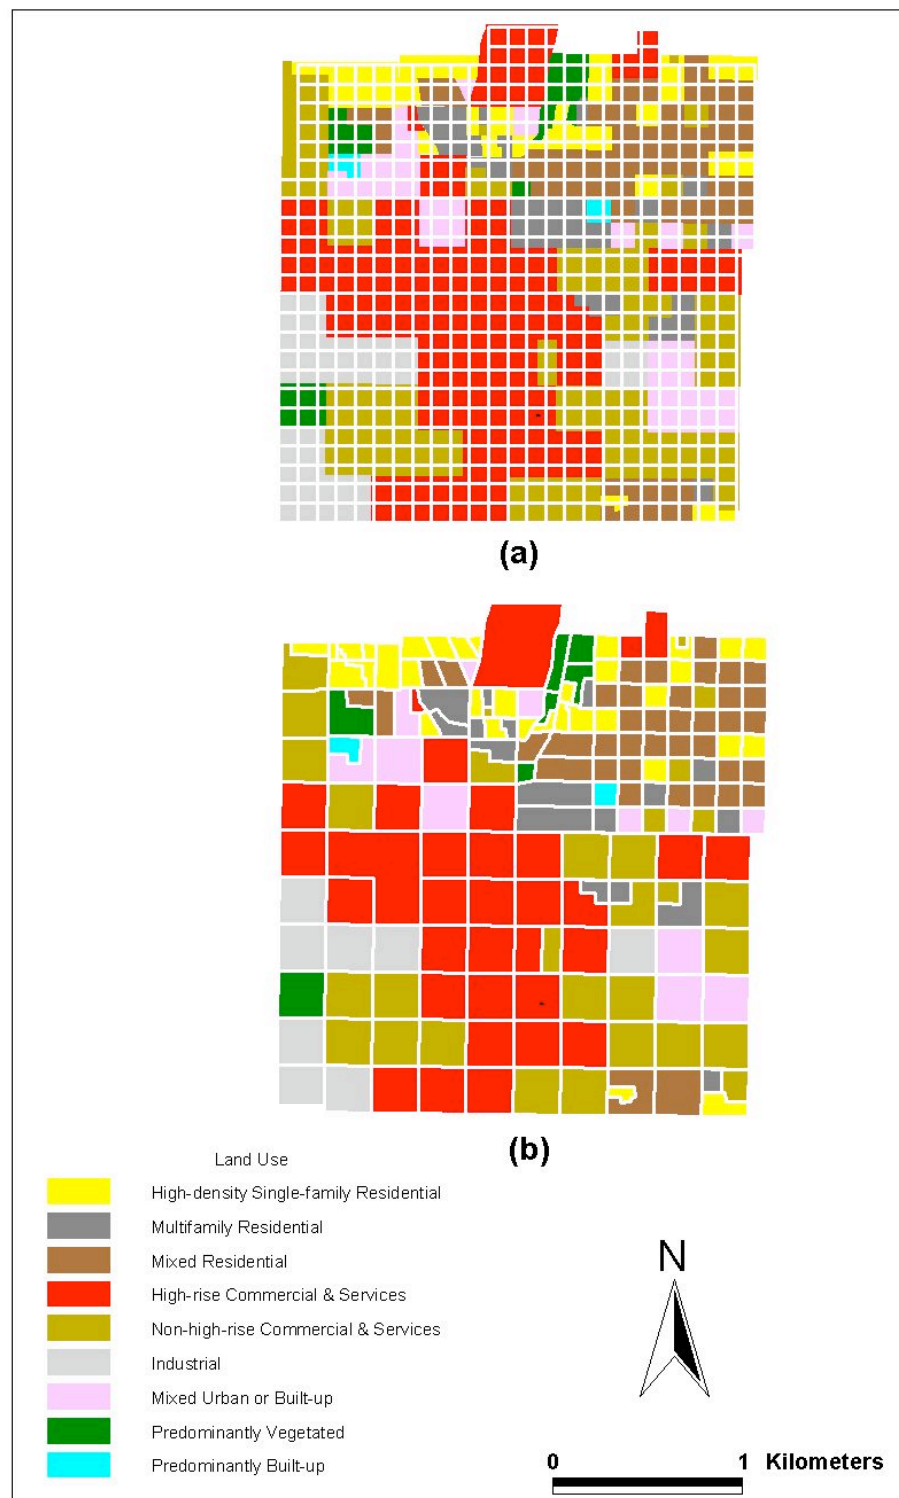 (a)
(b)
Land Use
High-density Single-family Residential
Multifamily Residential
Mixed Residential
High-rise Commercial & Services
Non-high-rise Commercial & Services
Industrial
Mixed Urban or Built-up
Predominantly Vegetated
Predominantly Built-up
N
0 1 Kilometers